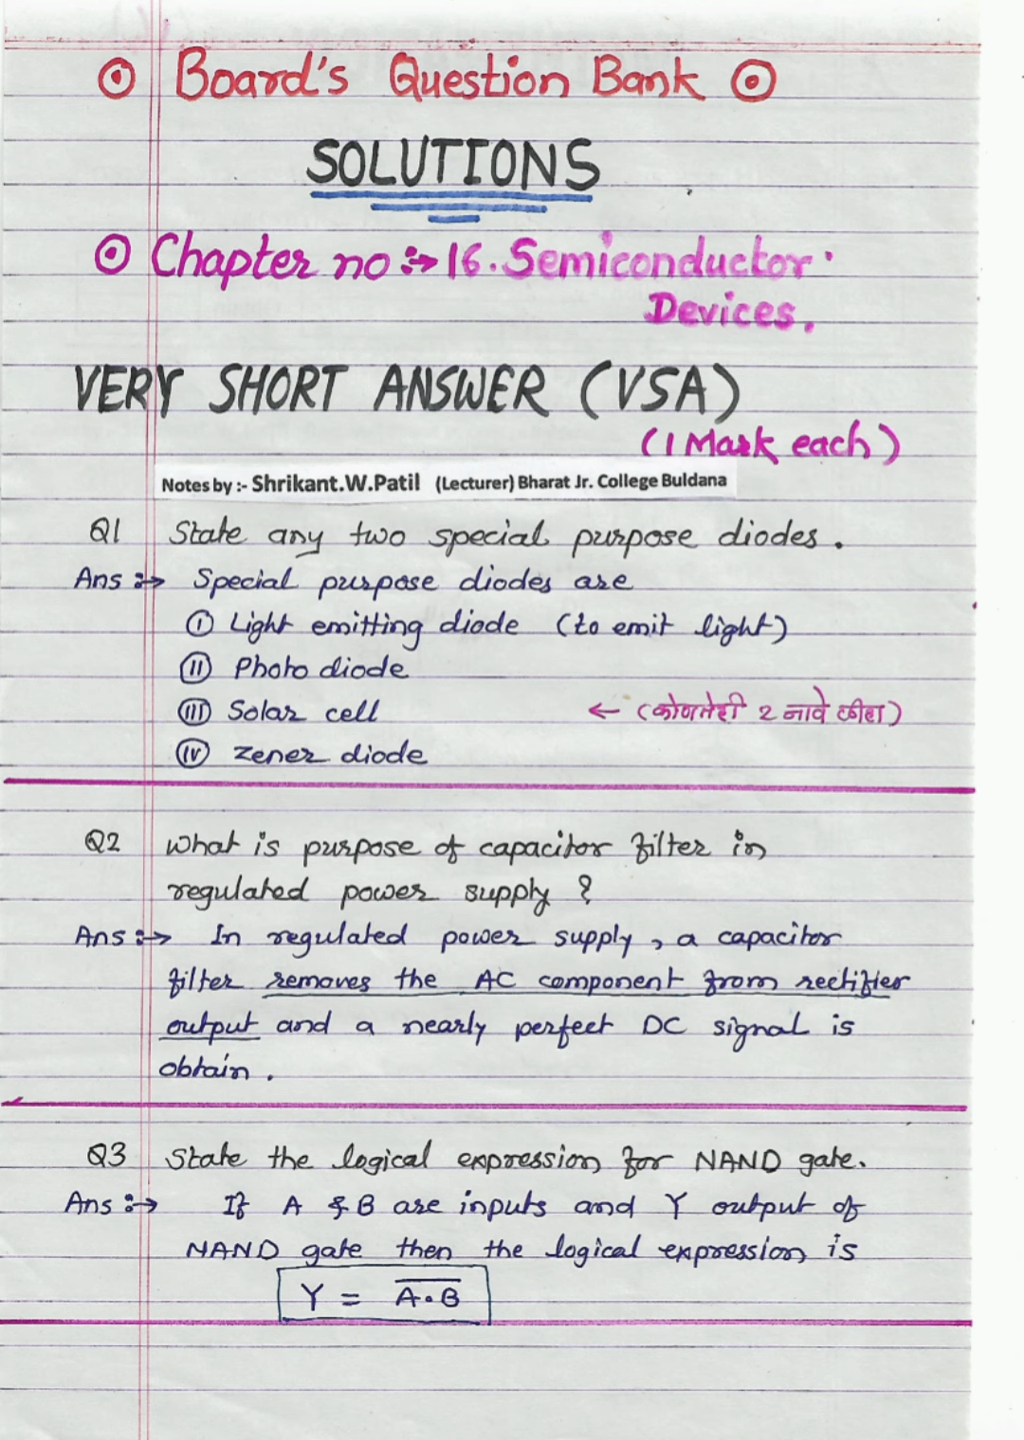 Board's Question Bank
SOLUTIONS
Chapter no :→ 16. Semiconductor
Devices.
VERY SHORT ANSWER (VSA)
(1 Mark each)
Notes by :- Shrikant.W.Patil (Lecturer) Bharat Jr. College Buldana
Q1 State any two special purpose diodes.
Ans :→ Special purpose diodes are
(I) Light emitting diode (to emit light)
(II) Photo diode
(III) Solar cell ← (कोणतेही 2 नावे लीहा)
(IV) Zener diode
Q2 What is purpose of capacitor filter in
regulated power supply ?
Ans :→ In regulated power supply, a capacitor
filter removes the AC component from rectifier
output and a nearly perfect DC signal is
obtain.
Q3 State the logical expression for NAND gate.
Ans :→ If A & B are inputs and Y output of
NAND gate then the logical expression is
Y = \overline{A·B}